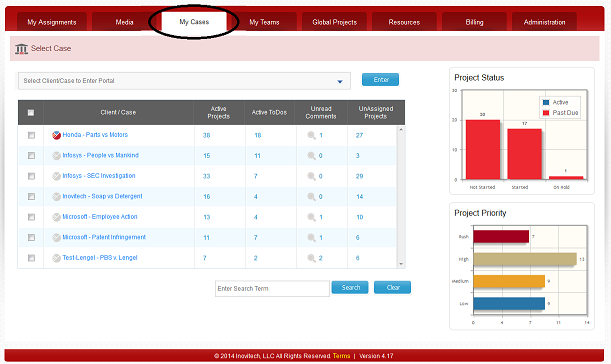 My Assignments Media My Cases My Teams Global Projects Resources Billing Administration
Select Case
Select Client/Case to Enter Portal Enter
Client / Case Active Projects Active ToDos Unread Comments UnAssigned Projects
Honda - Parts vs Motors 38 18 1 27
Infosys - People vs Mankind 15 11 0 3
Infosys - SEC Investigation 33 7 0 29
Inovitech - Soap vs Detergent 16 4 0 14
Microsoft - Employee Action 13 4 1 10
Microsoft - Patent Infringement 11 7 1 6
Test-Lengel - PBS v. Lengel 7 2 2 6
Enter Search Term Search Clear
Project Status
30
20
10
0
Active
Past Due
20 17 1
Not Started Started On Hold
Project Priority
Rush 7
High 13
Medium 9
Low 9
0 4 7 11 14
© 2014 Inovitech, LLC All Rights Reserved. Terms | Version 4.17